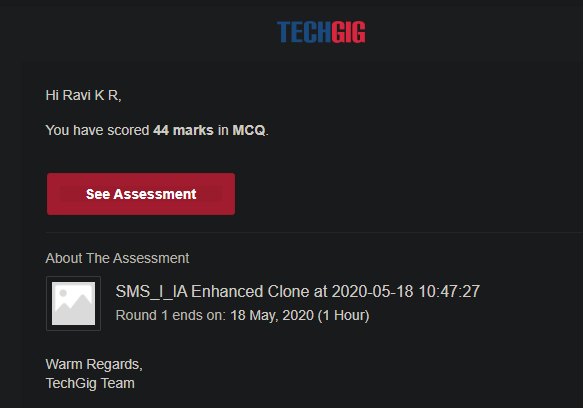 TECHGIG
Hi Ravi K R,
You have scored 44 marks in MCQ.
See Assessment
About The Assessment
SMS_I_IA Enhanced Clone at 2020-05-18 10:47:27
Round 1 ends on: 18 May, 2020 (1 Hour)
Warm Regards,
TechGig Team